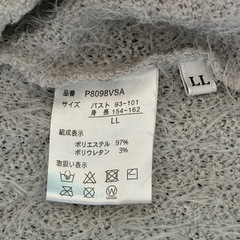 品番 P8098VSA
サイズ バスト 93-101
身長 154-162
LL
組成表示
ポリエステル 97%
ポリウレタン 3%
取扱い表示
LL